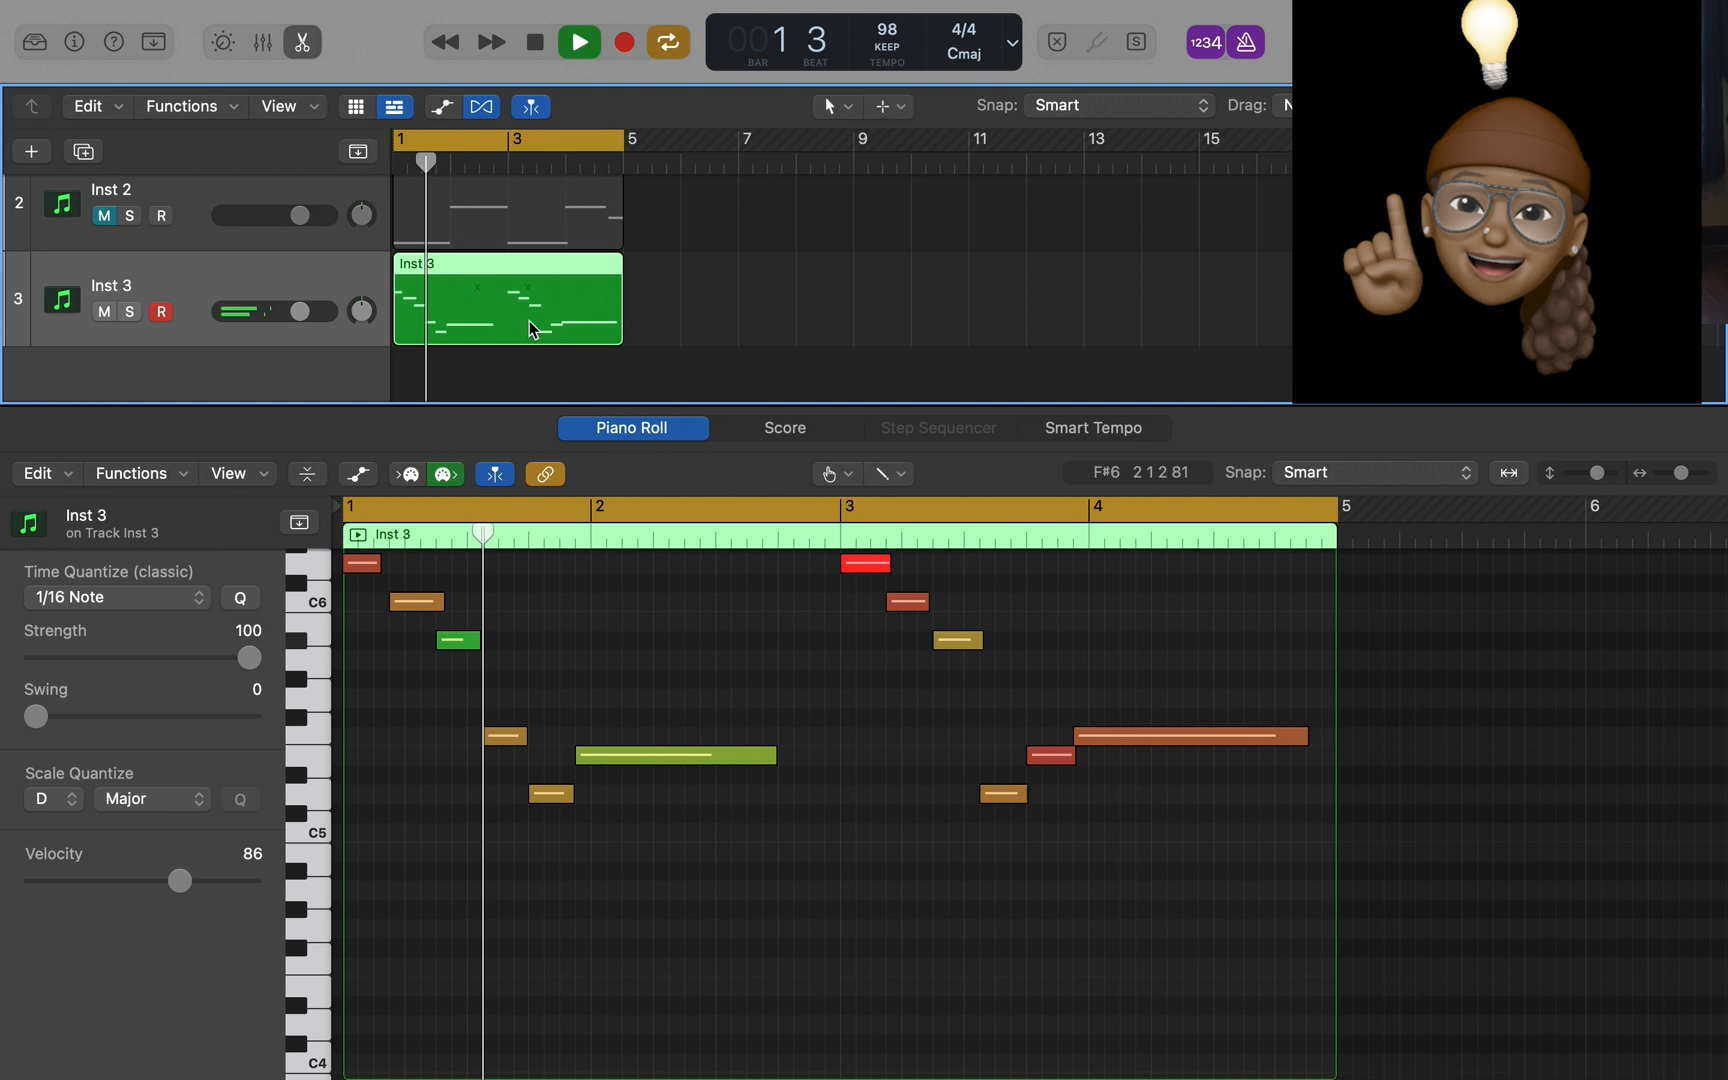 001 3 98 4/4
KEEP Cmaj
BAR BEAT TEMPO
1234
Edit Functions View Snap: Smart Drag: N
1 3 5 7 9 11 13 15
2 Inst 2
M S R
3 Inst 3
M S R
Inst 3
Piano Roll Score Step Sequencer Smart Tempo
Edit Functions View F#6 2 1 2 81 Snap: Smart
1 2 3 4 5 6
Inst 3
on Track Inst 3
Inst 3
Time Quantize (classic)
1/16 Note Q
Strength 100
Swing 0
Scale Quantize
D Major Q
Velocity 86
C6
C5
C4